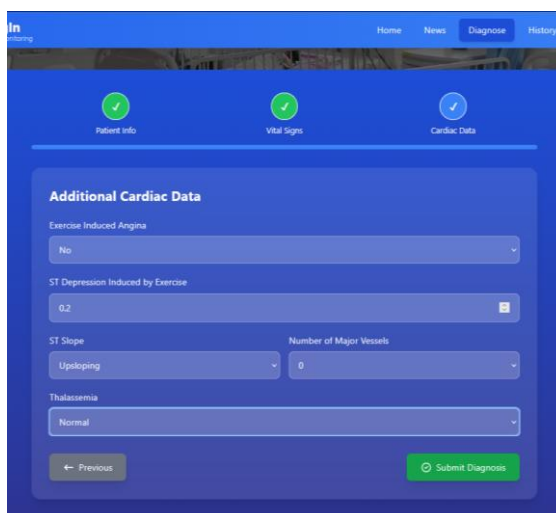 Home News Diagnose History
Patient Info Vital Signs Cardiac Data
Additional Cardiac Data
Exercise Induced Angina
No
ST Depression Induced by Exercise
0.2
ST Slope Number of Major Vessels
Upsloping 0
Thalassemia
Normal
← Previous Submit Diagnosis